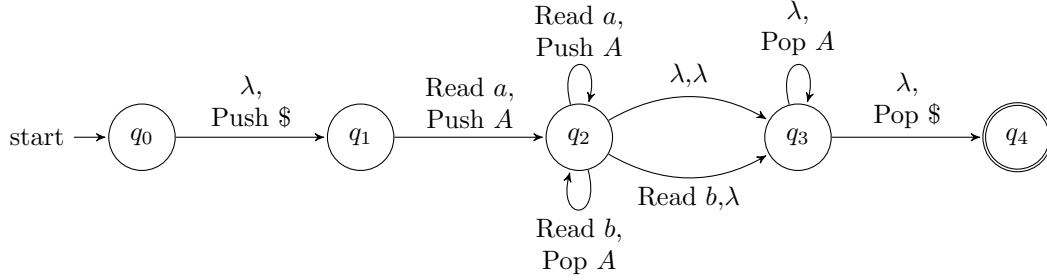 Read a,
Push A
λ,
Pop A
λ,
Push $
Read a,
Push A
λ,λ
λ,
Pop $
start
q0
q1
q2
q3
q4
Read b,λ
Read b,
Pop A